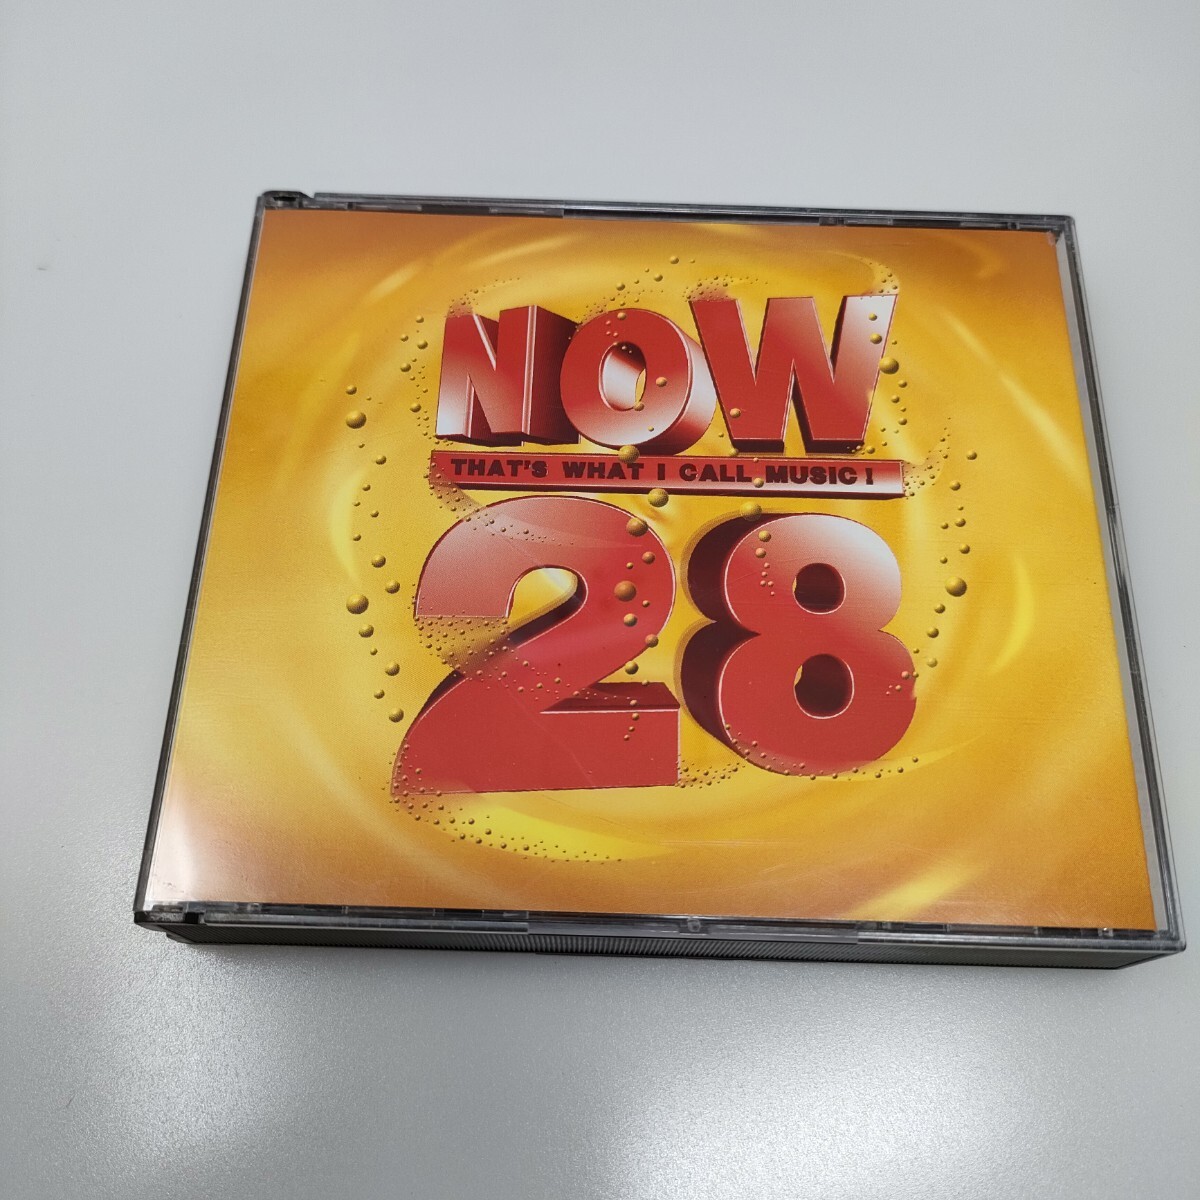 NOW
THAT'S WHAT I CALL MUSIC!
28